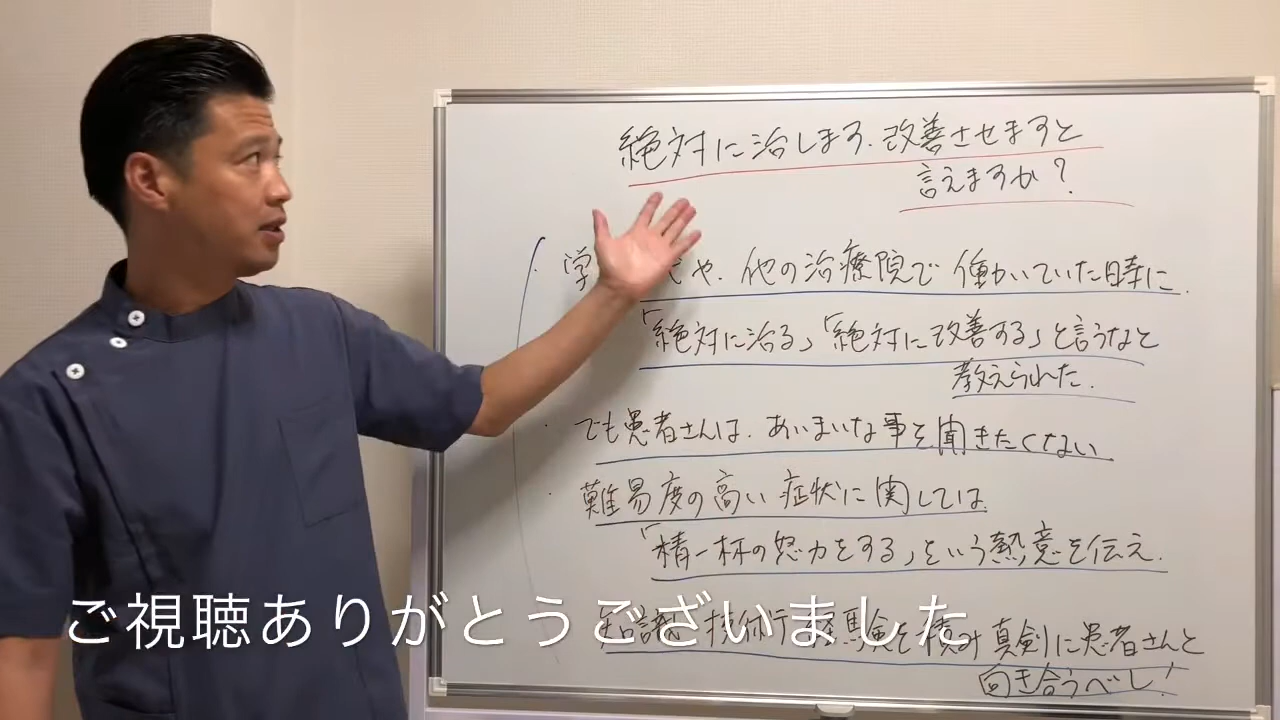 絶対に治します.改善させますと
言えますか?
・学 や、他の治療院で働かいていた時に.
「絶対に治る」「絶対に改善する」と言うなと
教えられた.
・でも患者さんは、あいまいな事を聞きたくない
・難易度の高い症状に関しては.
「精一杯の努力をする」という熱意を伝え.
経験を積み真剣に患者さんと
向き合うべし!
ご視聴ありがとうございました